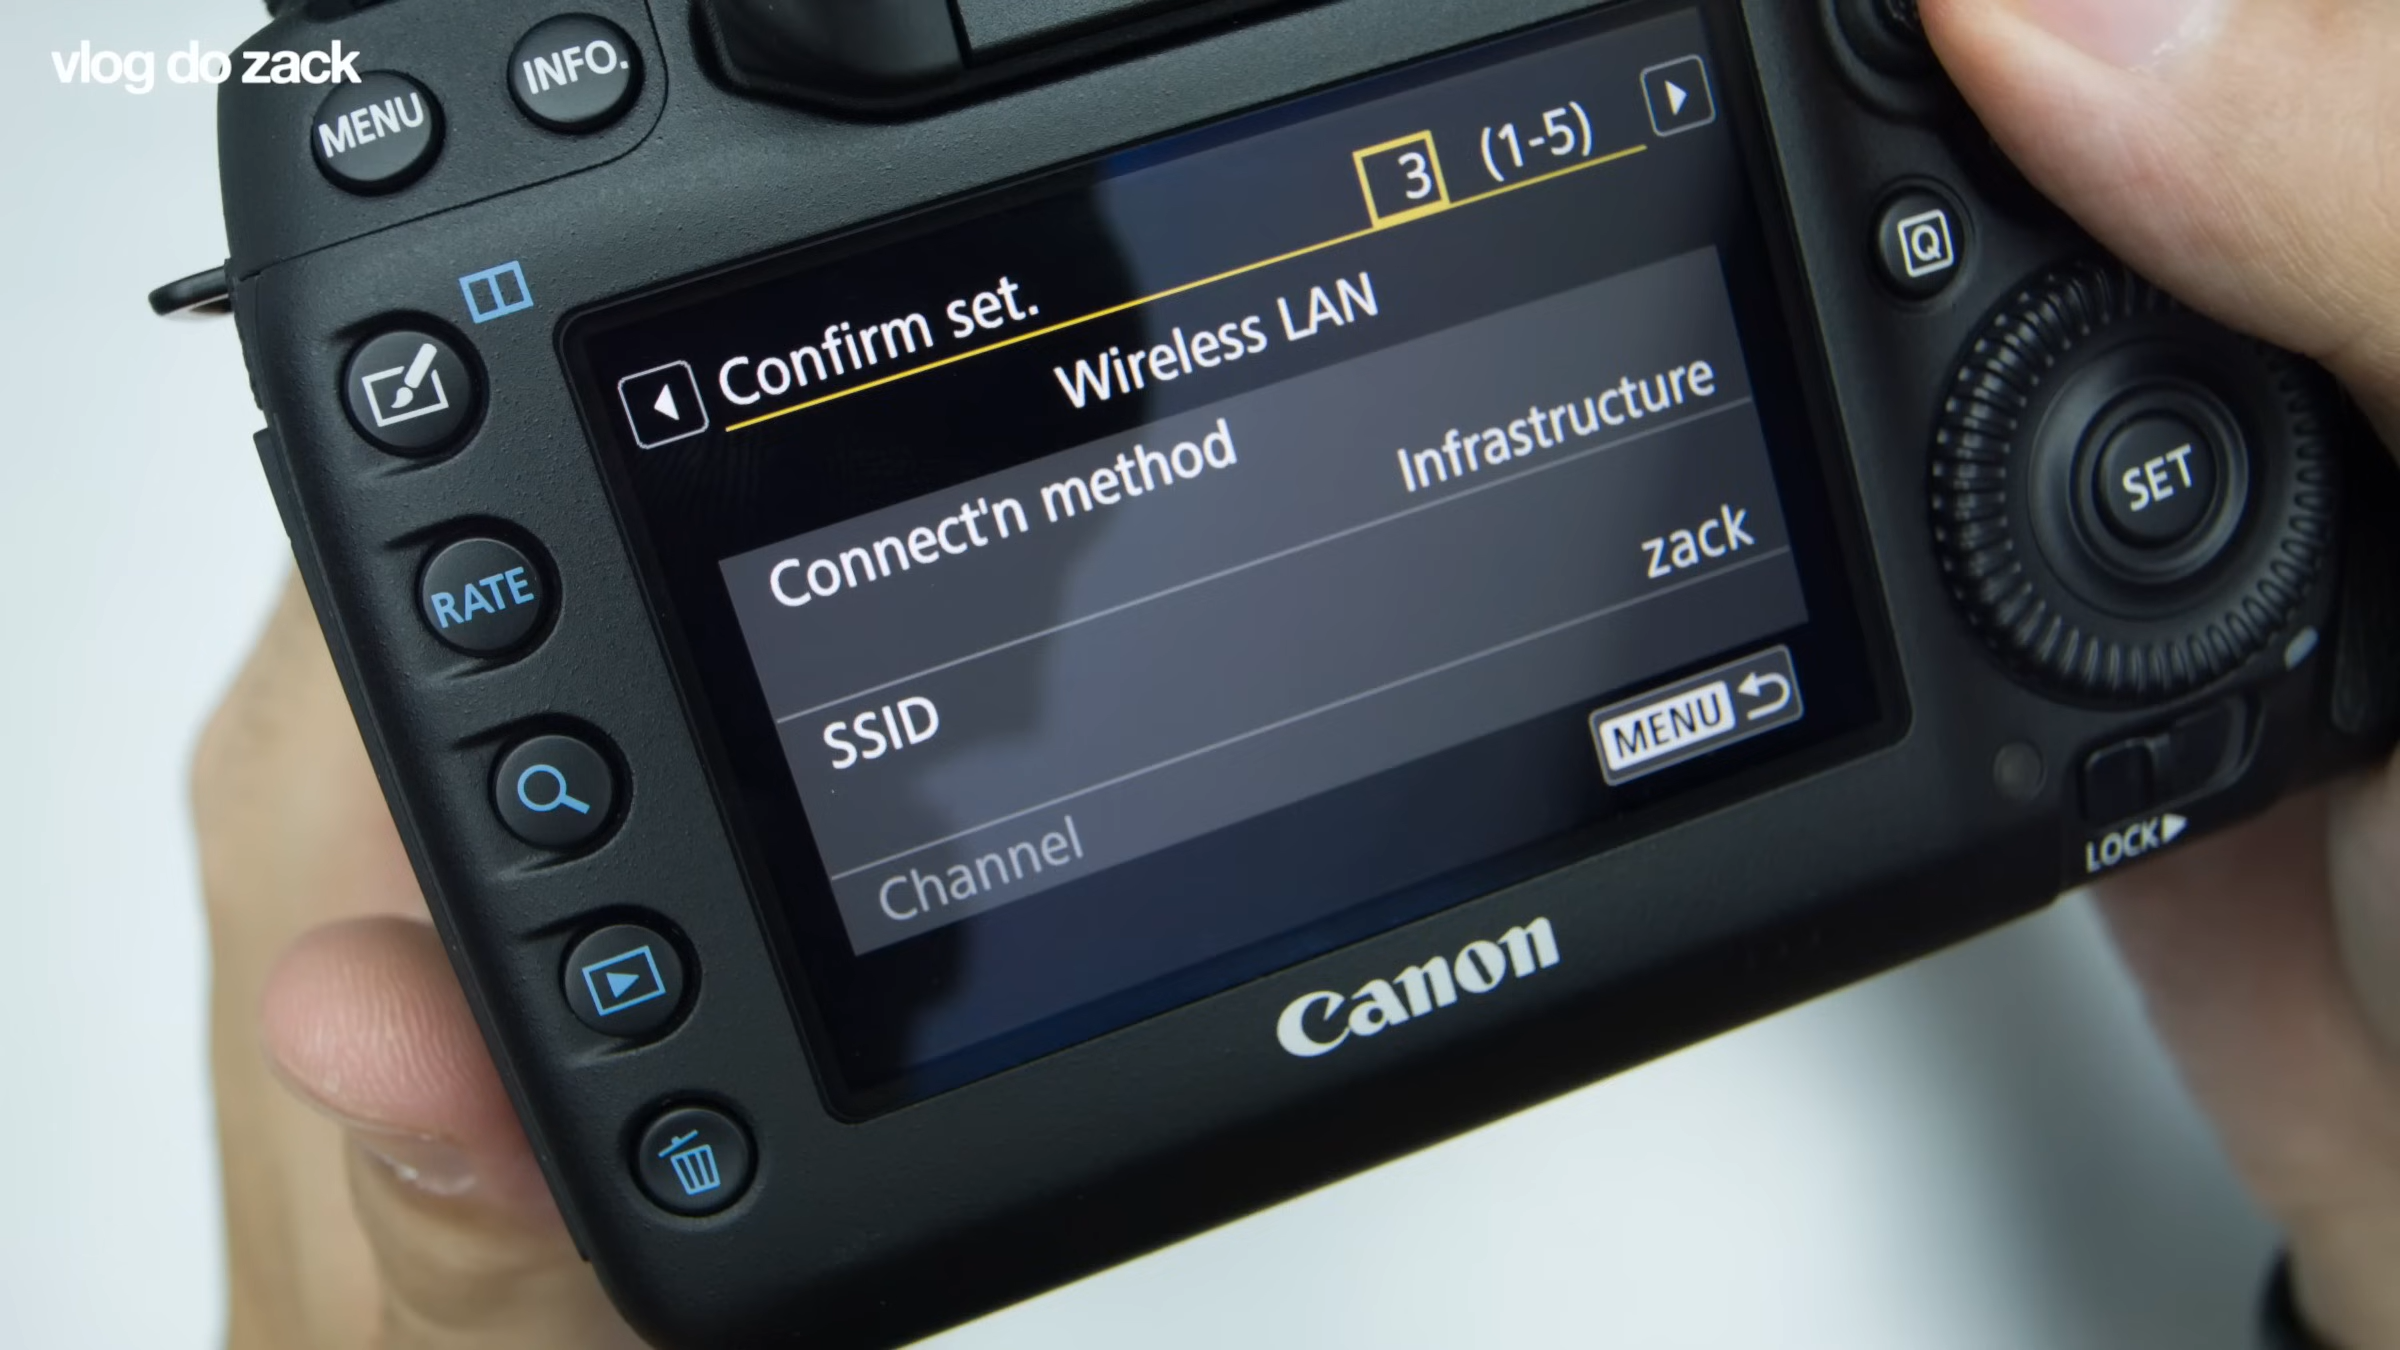 vlog do zack
MENU
INFO.
3 (1-5)
Confirm set.
Wireless LAN
Q
Connect'n method Infrastructure
SSID zack
Channel
MENU
RATE
SET
LOCK
Canon